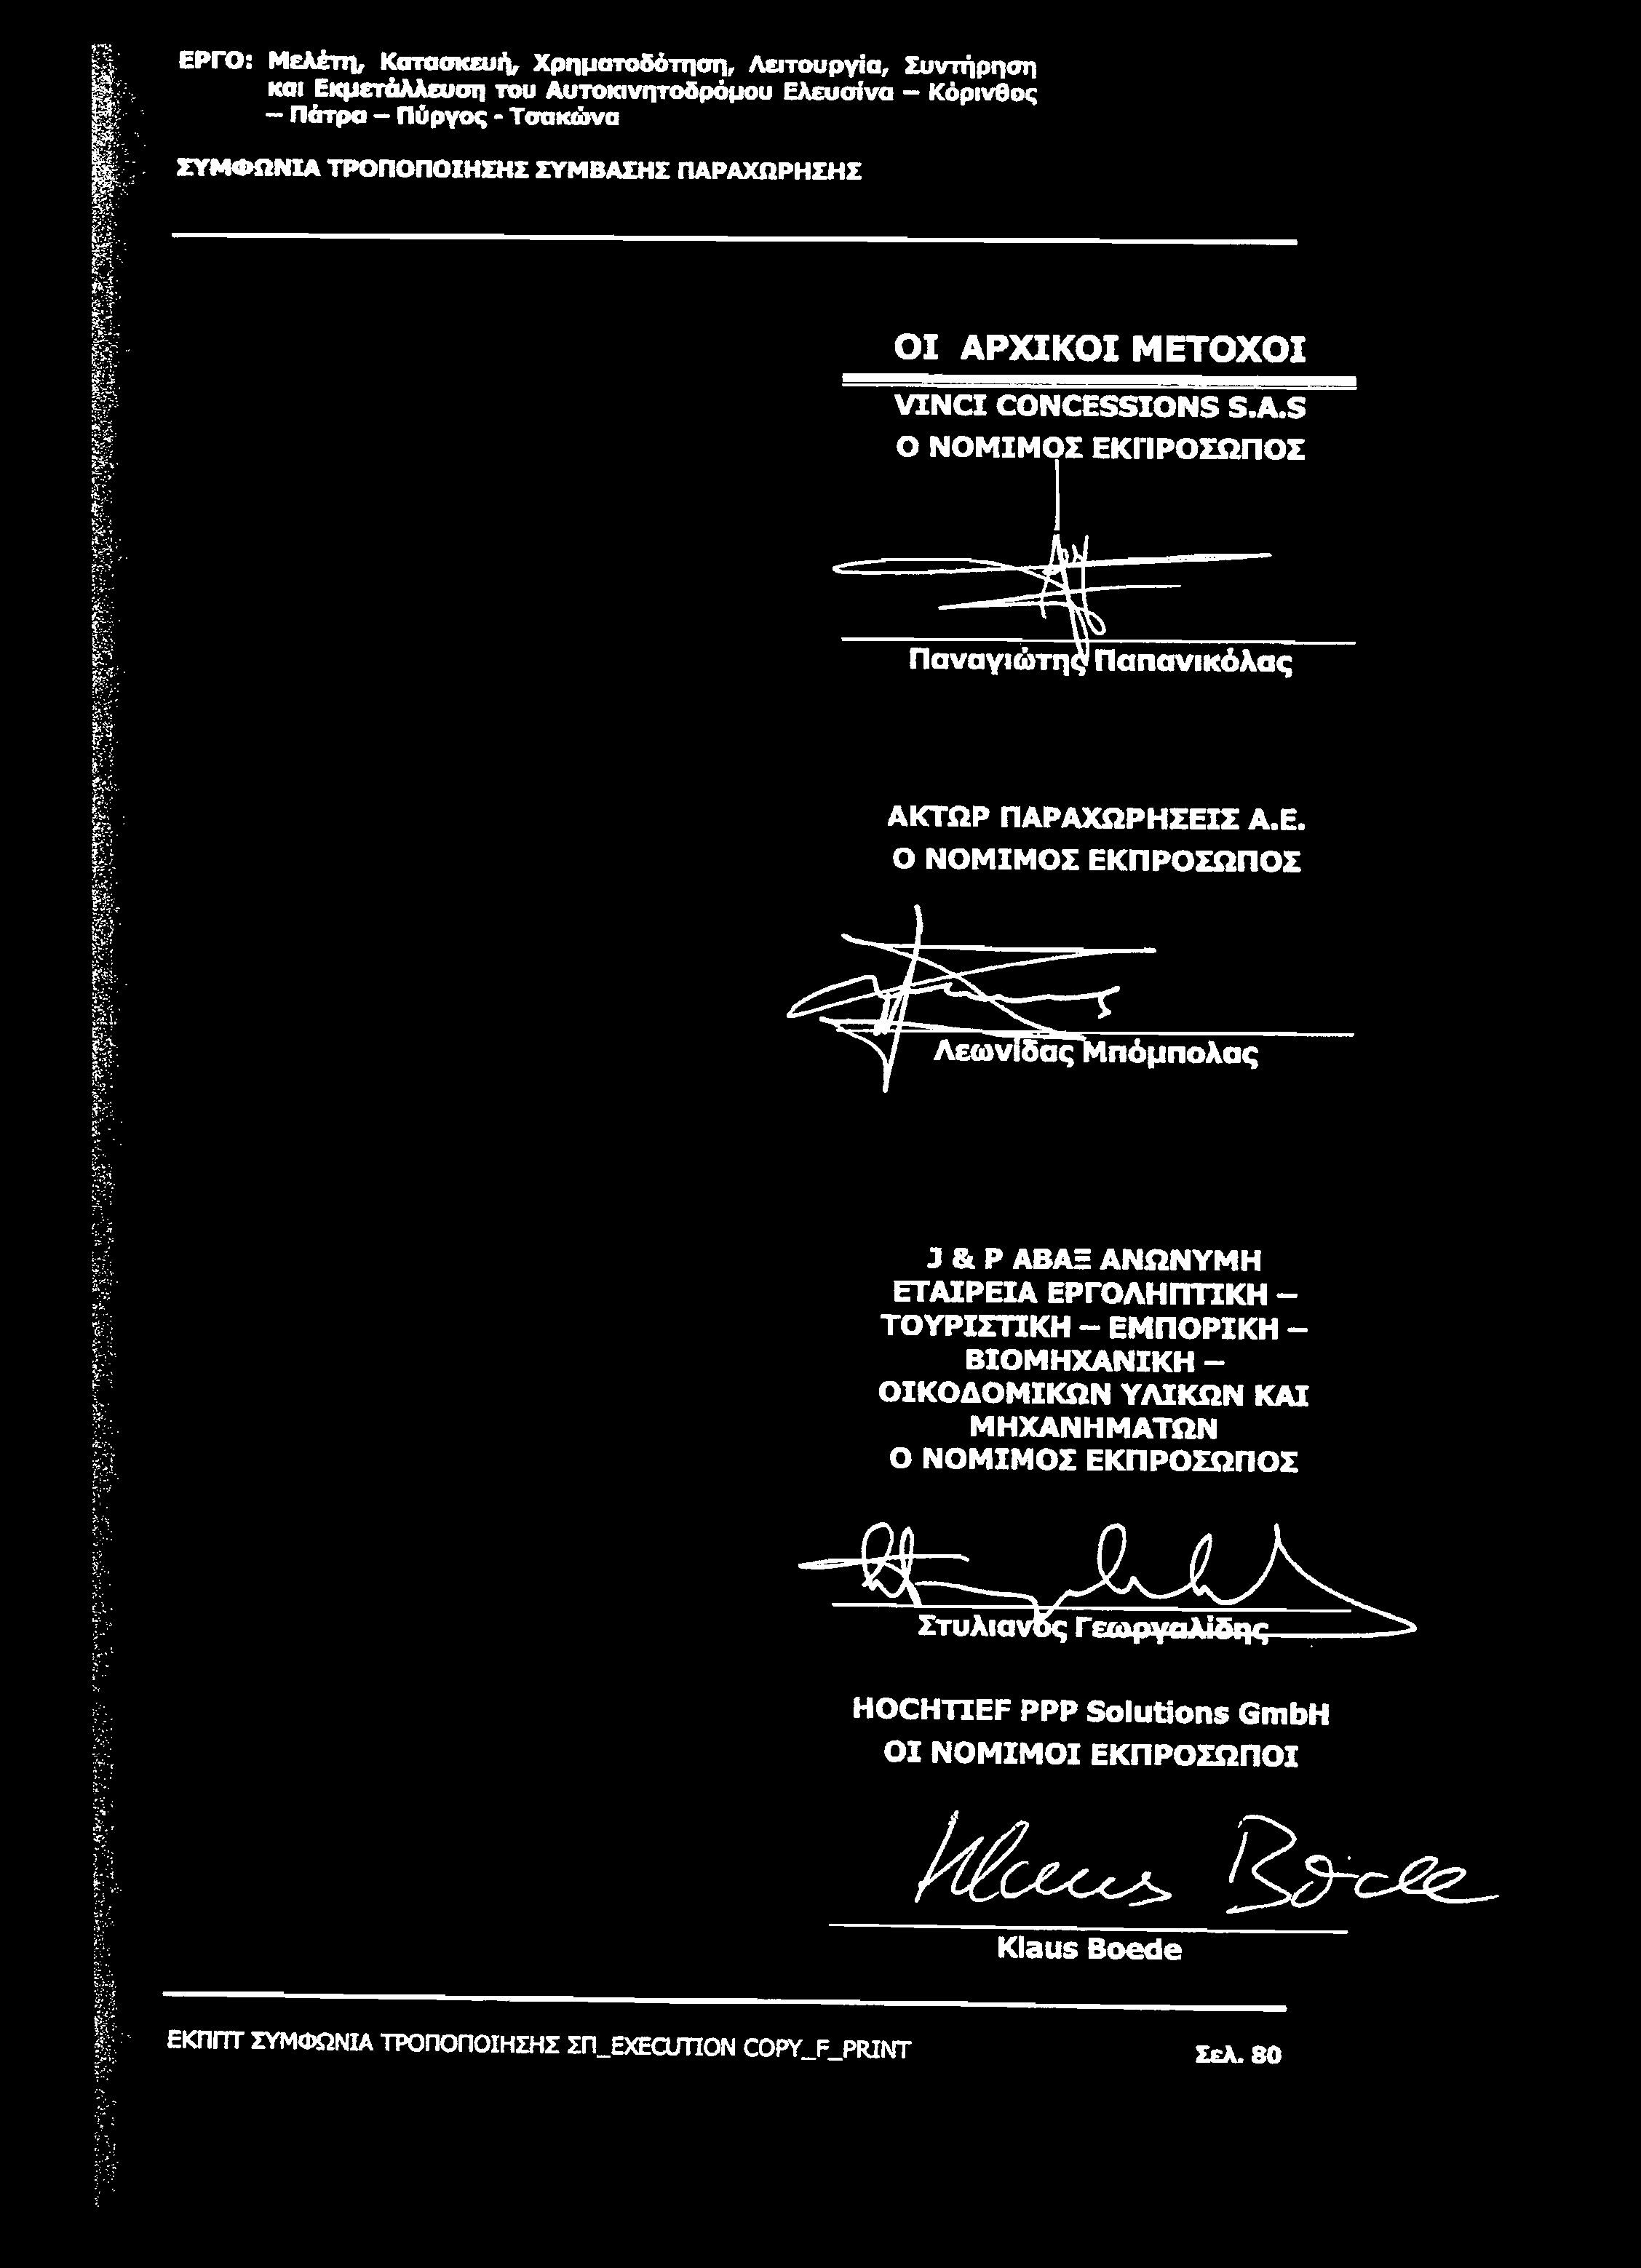 ΕΡΓΟ: Μελέτη, Κατασκευή, Χρηματοδότηση, Λειτουργία, Συντήρηση
και Εκμετάλλευση του Αυτοκινητοδρόμου Ελευσίνα – Κόρινθος
– Πάτρα – Πύργος - Τσακώνα
ΣΥΜΦΩΝΙΑ ΤΡΟΠΟΠΟΙΗΣΗΣ ΣΥΜΒΑΣΗΣ ΠΑΡΑΧΩΡΗΣΗΣ
ΟΙ ΑΡΧΙΚΟΙ ΜΕΤΟΧΟΙ
VINCI CONCESSIONS S.A.S
Ο ΝΟΜΙΜΟΣ ΕΚΠΡΟΣΩΠΟΣ
Παναγιώτης Παπανικόλας
ΑΚΤΩΡ ΠΑΡΑΧΩΡΗΣΕΙΣ Α.Ε.
Ο ΝΟΜΙΜΟΣ ΕΚΠΡΟΣΩΠΟΣ
Λεωνίδας Μπόμπολας
J & P ΑΒΑΞ ΑΝΩΝΥΜΗ
ΕΤΑΙΡΕΙΑ ΕΡΓΟΛΗΠΤΙΚΗ –
ΤΟΥΡΙΣΤΙΚΗ – ΕΜΠΟΡΙΚΗ –
ΒΙΟΜΗΧΑΝΙΚΗ –
ΟΙΚΟΔΟΜΙΚΩΝ ΥΛΙΚΩΝ ΚΑΙ
ΜΗΧΑΝΗΜΑΤΩΝ
Ο ΝΟΜΙΜΟΣ ΕΚΠΡΟΣΩΠΟΣ
Στυλιανός Γεωργαλίδης
HOCHTIEF PPP Solutions GmbH
ΟΙ ΝΟΜΙΜΟΙ ΕΚΠΡΟΣΩΠΟΙ
Klaus Boede
Klaus Boede
ΕΚΠΠΤ ΣΥΜΦΩΝΙΑ ΤΡΟΠΟΠΟΙΗΣΗΣ ΣΠ_EXECUTION COPY_F_PRINT Σελ. 80